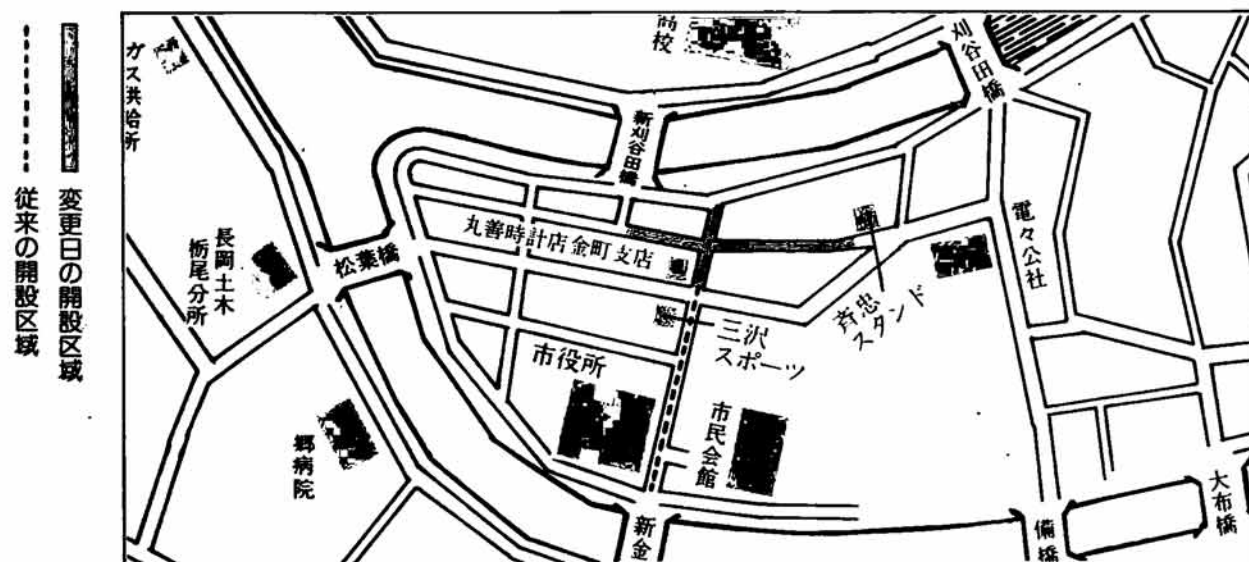 変更日の開設区域
従来の開設区域
ガス供給所
高校
刈谷田橋
新刈谷田橋
丸善時計店金町支店
松葉橋
長岡土木
栃尾分所
電々公社
斉忠
スタンド
三沢
スポーツ
市役所
市民会館
郷病院
新金
備橋
大布橋